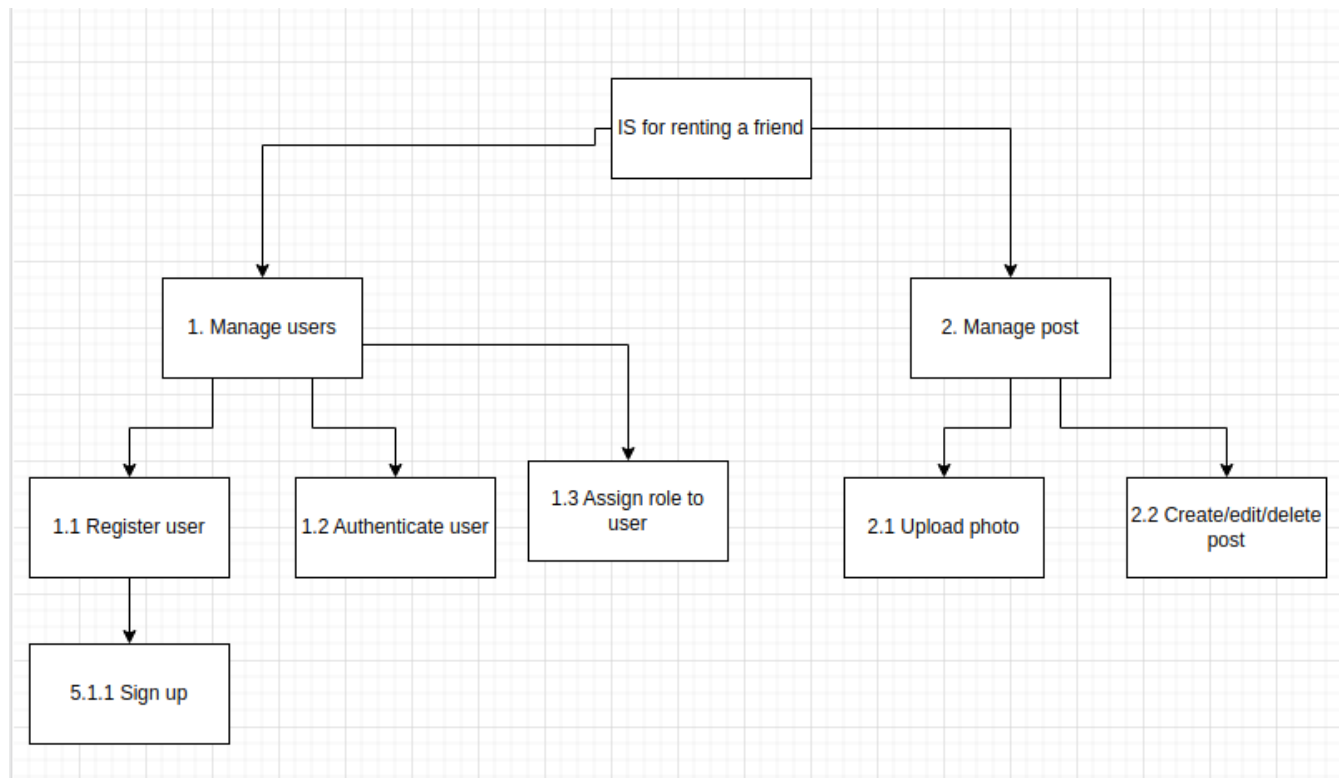 IS for renting a friend
1. Manage users
2. Manage post
1.1 Register user
1.2 Authenticate user
1.3 Assign role to
user
2.1 Upload photo
2.2 Create/edit/delete
post
5.1.1 Sign up